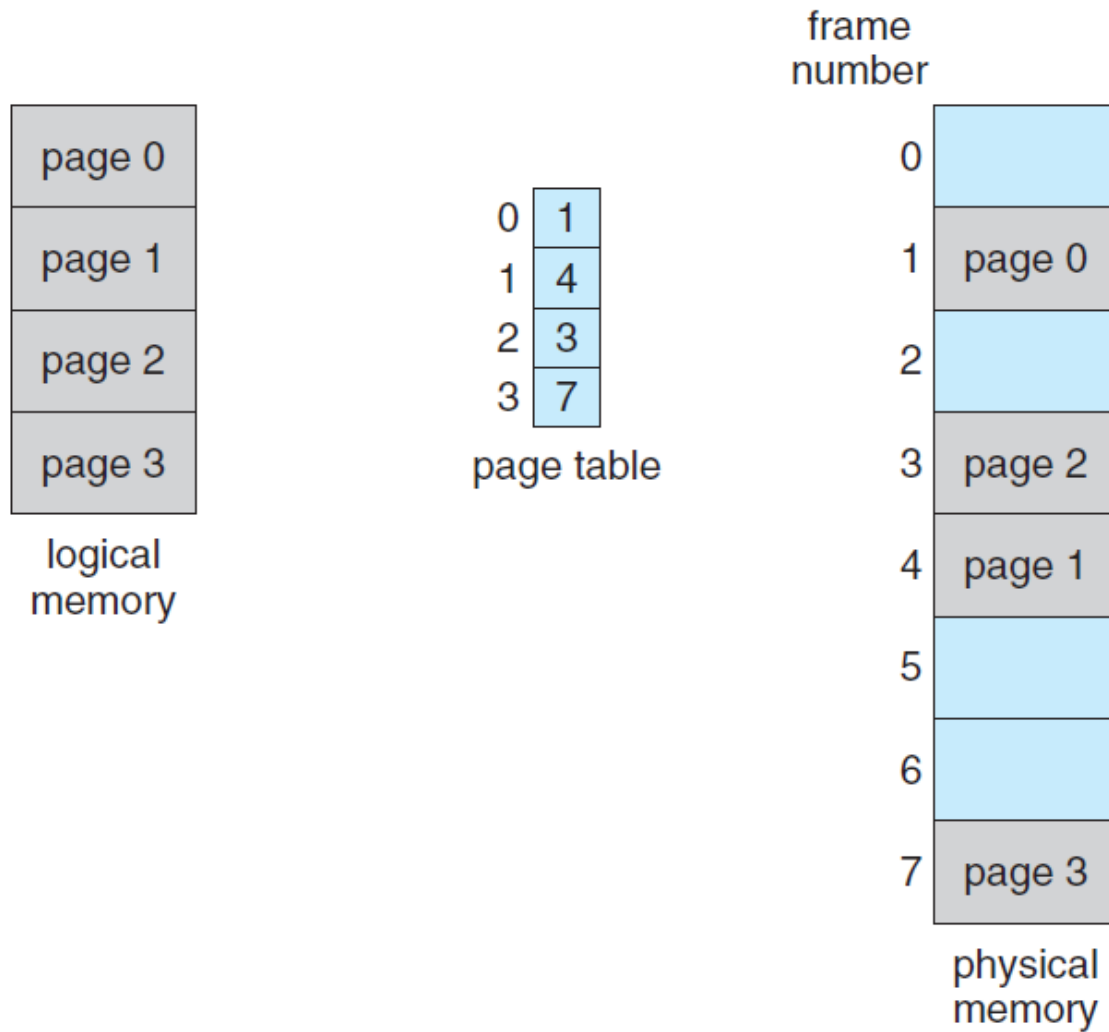 page 0
page 1
page 2
page 3
logical
memory
0 1
1 4
2 3
3 7
page table
frame
number
0
1 page 0
2
3 page 2
4 page 1
5
6
7 page 3
physical
memory